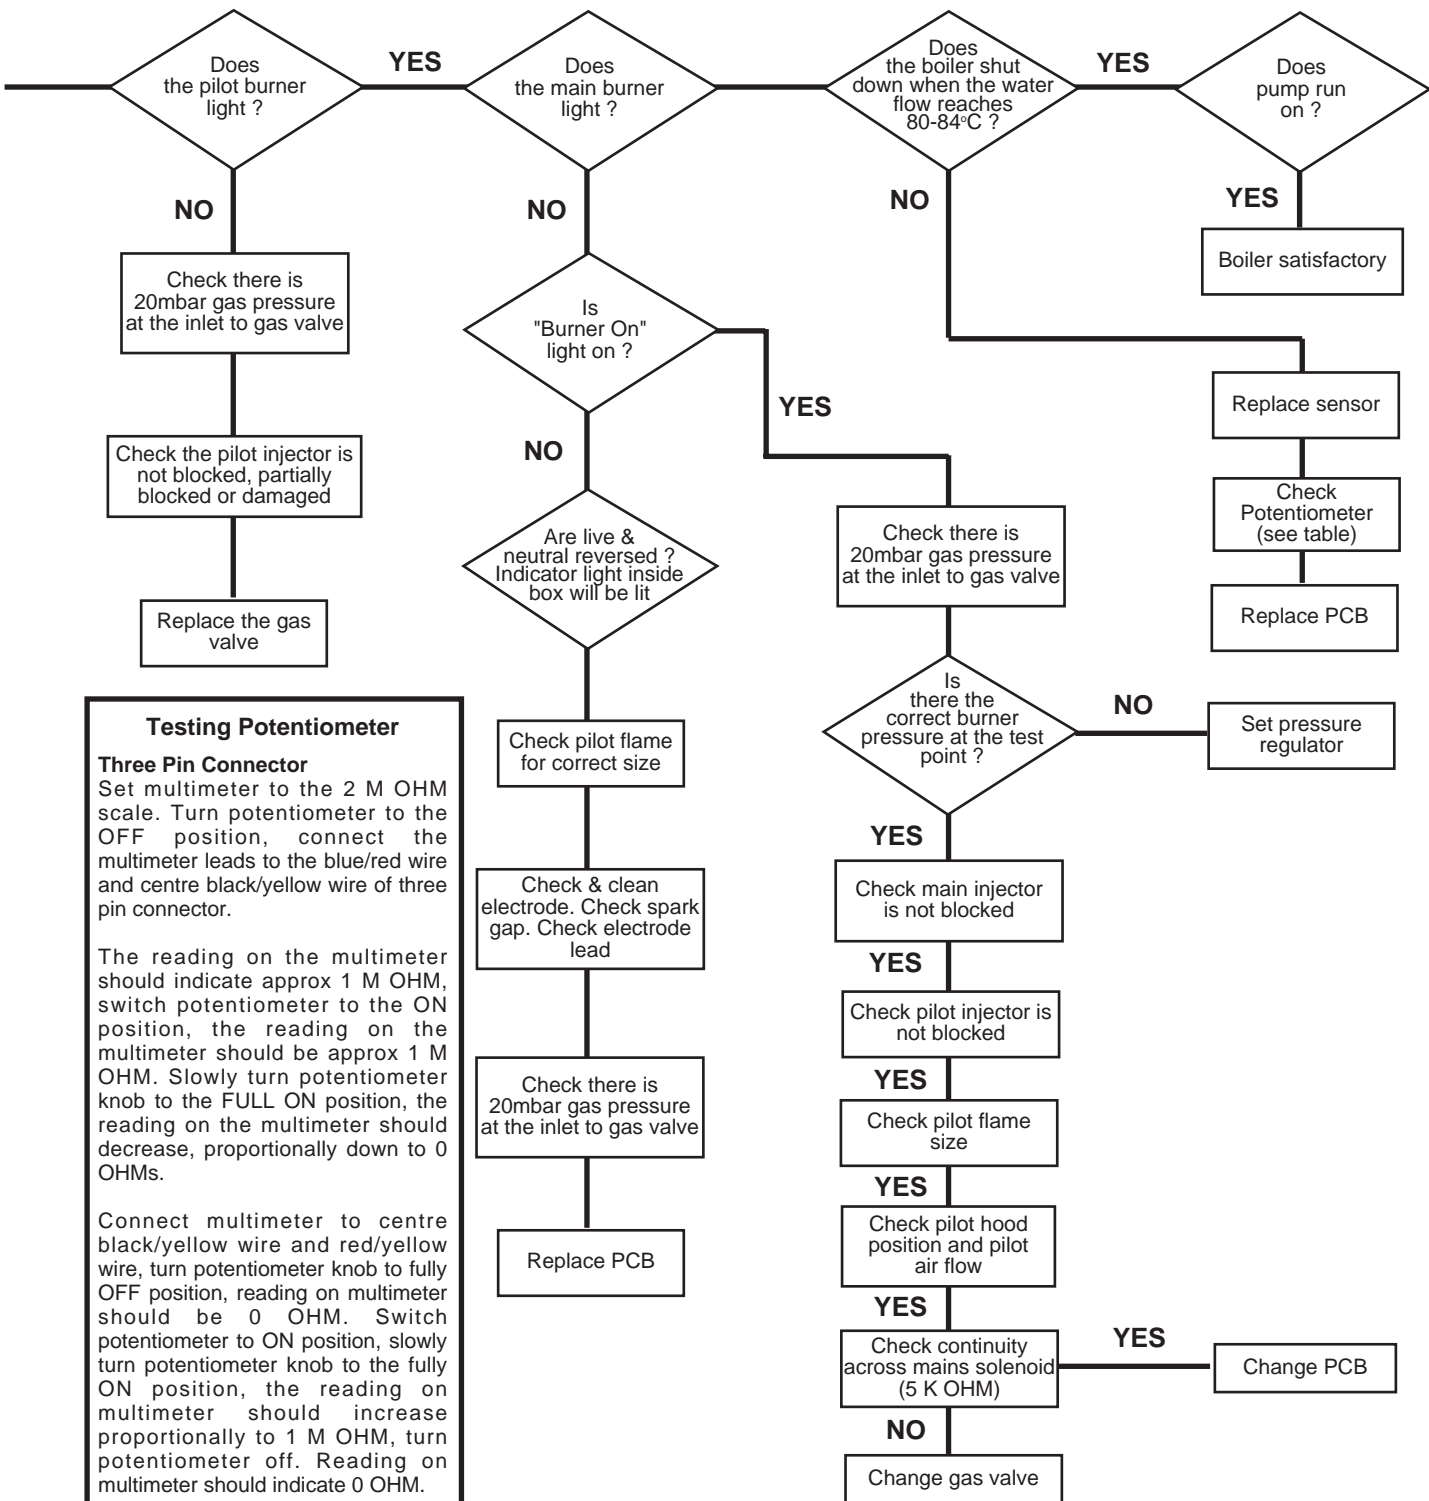 Does
the pilot burner
light ?
YES
Does
the main burner
light ?
Does
the boiler shut
down when the water
flow reaches
80-84°C ?
YES
Does
pump run
on ?
NO
NO
NO
YES
Check there is
20mbar gas pressure
at the inlet to gas valve
Is
"Burner On"
light on ?
Boiler satisfactory
YES
Replace sensor
Check the pilot injector is
not blocked, partially
blocked or damaged
NO
Check
Potentiometer
(see table)
Are live &
neutral reversed ?
Indicator light inside
box will be lit
Check there is
20mbar gas pressure
at the inlet to gas valve
Replace the gas
valve
Replace PCB
Is
there the
correct burner
pressure at the test
point ?
NO
Set pressure
regulator
Check pilot flame
for correct size
Testing Potentiometer
Three Pin Connector
Set multimeter to the 2 M OHM
scale. Turn potentiometer to the
OFF position, connect the
multimeter leads to the blue/red wire
and centre black/yellow wire of three
pin connector.
The reading on the multimeter
should indicate approx 1 M OHM,
switch potentiometer to the ON
position, the reading on the
multimeter should be approx 1 M
OHM. Slowly turn potentiometer
knob to the FULL ON position, the
reading on the multimeter should
decrease, proportionally down to 0
OHMs.
Connect multimeter to centre
black/yellow wire and red/yellow
wire, turn potentiometer knob to fully
OFF position, reading on multimeter
should be 0 OHM. Switch
potentiometer to ON position, slowly
turn potentiometer knob to the fully
ON position, the reading on
multimeter should increase
proportionally to 1 M OHM, turn
potentiometer off. Reading on
multimeter should indicate 0 OHM.
Check & clean
electrode. Check spark
gap. Check electrode
lead
Check there is
20mbar gas pressure
at the inlet to gas valve
Replace PCB
YES
Check main injector
is not blocked
YES
Check pilot injector is
not blocked
YES
Check pilot flame
size
YES
Check pilot hood
position and pilot
air flow
YES
Check continuity
across mains solenoid
(5 K OHM)
YES
Change PCB
NO
Change gas valve